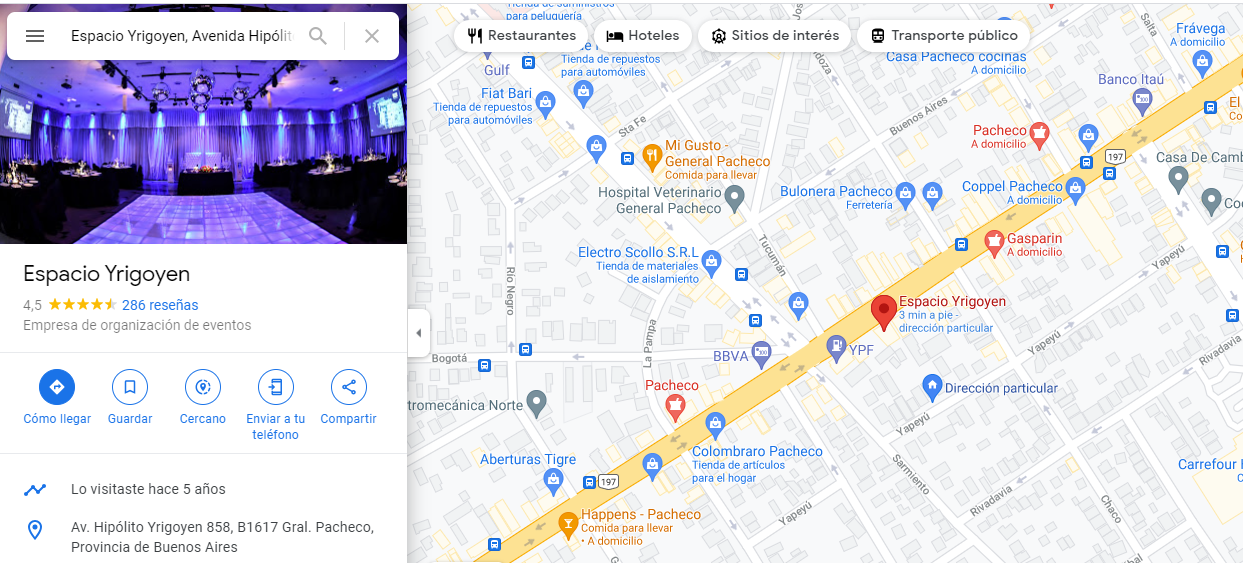 Espacio Yrigoyen, Avenida Hipólit
Espacio Yrigoyen
4,5
286 reseñas
Empresa de organización de eventos
Cómo llegar
Guardar
Cercano
Enviar a tu
teléfono
Compartir
Lo visitaste hace 5 años
Av. Hipólito Yrigoyen 858, B1617 Gral. Pacheco,
Provincia de Buenos Aires
Restaurantes
Hoteles
Sitios de interés
Transporte público
para peluquería
Gulf
Tienda de repuestos
para automóviles
Fiat Bari
Tienda de repuestos
para automóviles
Sta Fe
Mi Gusto -
General Pacheco
Comida para llevar
Hospital Veterinario
General Pacheco
Casa Pacheco cocinas
A domicilio
Frávega
A domicilio
Banco Itaú
Buenos Aires
El
Co
Pacheco
A domicilio
197
Casa De Camb
Bulonera Pacheco
Ferretería
Coppel Pacheco
A domicilio
Coc
Gasparin
A domicilio
Electro Scollo S.R.L
Tienda de materiales
de aislamiento
Tucumán
Yapeyú
Río Negro
Espacio Yrigoyen
3 min a pie -
dirección particular
La Pampa
Bogotá
BBVA
YPF
Yapeyú
Rivadavia
Pacheco
Dirección particular
tromecánica Norte
Yapeyú
Colombraro Pacheco
Tienda de artículos
para el hogar
Aberturas Tigre
197
Sarmiento
Rivadavia
Chaco
Carrefour
Happens - Pacheco
Comida para llevar
• A domicilio
Yapeyú